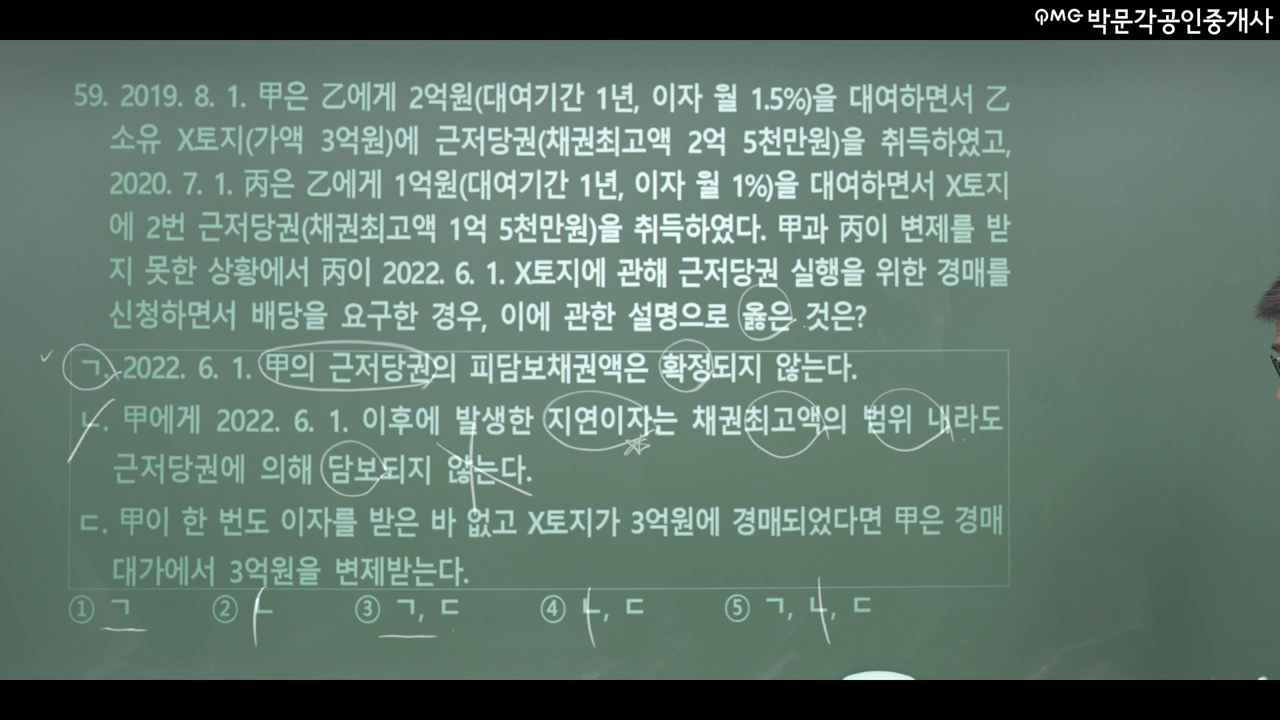 QMG 박문각공인중개사
59. 2019. 8. 1. 甲은 乙에게 2억원(대여기간 1년, 이자 월 1.5%)을 대여하면서 乙
소유 X토지(가액 3억원)에 근저당권(채권최고액 2억 5천만원)을 취득하였고,
2020. 7. 1. 丙은 乙에게 1억원(대여기간 1년, 이자 월 1%)을 대여하면서 X토지
에 2번 근저당권(채권최고액 1억 5천만원)을 취득하였다. 甲과 丙이 변제를 받
지 못한 상황에서 丙이 2022. 6. 1. X토지에 관해 근저당권 실행을 위한 경매를
신청하면서 배당을 요구한 경우, 이에 관한 설명으로 옳은 것은?
ㄱ. 2022. 6. 1. 甲의 근저당권의 피담보채권액은 확정되지 않는다.
ㄴ. 甲에게 2022. 6. 1. 이후에 발생한 지연이자는 채권최고액의 범위 내라도
근저당권에 의해 담보되지 않는다.
ㄷ. 甲이 한 번도 이자를 받은 바 없고 X토지가 3억원에 경매되었다면 甲은 경매
대가에서 3억원을 변제받는다.
① ㄱ ② ㄴ ③ ㄱ, ㄷ ④ ㄴ, ㄷ ⑤ ㄱ, ㄴ, ㄷ